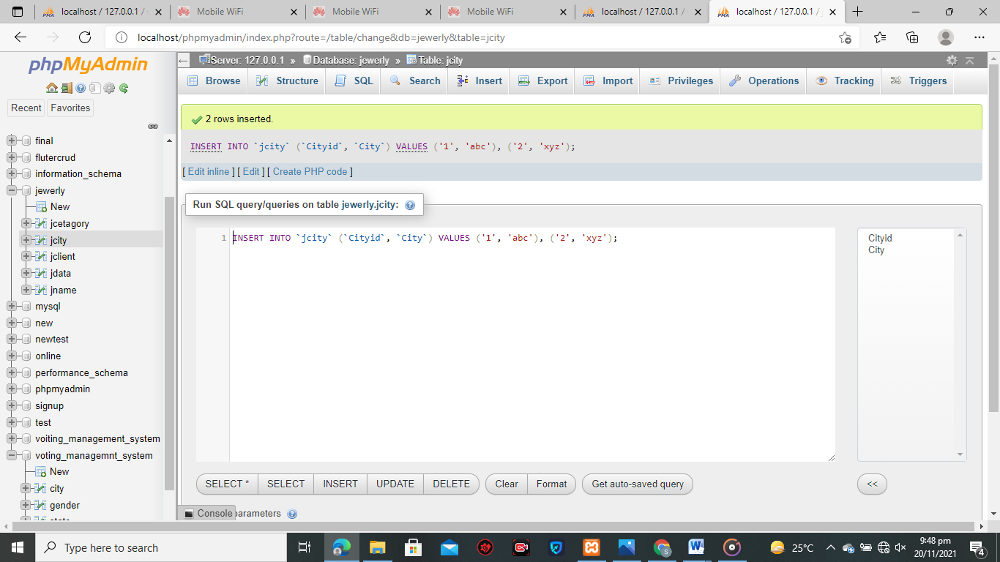 localhost / 127.0.0.1 / v
Mobile WiFi
Mobile WiFi
Mobile WiFi
localhost / 127.0.0.1 /
localhost / 127.0.0.1 / j
localhost/phpmyadmin/index.php?route=/table/change&db=jewerly&table=jcity
phpMyAdmin
Recent Favorites
final
flutercrud
information_schema
jewerly
New
jcetagory
jcity
jclient
jdata
jname
mysql
new
newtest
online
performance_schema
phpmyadmin
signup
test
voiting_management_system
voting_managemnt_system
New
city
gender
Server: 127.0.0.1 » Database: jewerly » Table: jcity
Browse Structure SQL Search Insert Export Import Privileges Operations Tracking Triggers
2 rows inserted.
INSERT INTO `jcity` (`Cityid`, `City`) VALUES ('1', 'abc'), ('2', 'xyz');
[ Edit inline ] [ Edit ] [ Create PHP code ]
Run SQL query/queries on table jewerly.jcity:
1 INSERT INTO `jcity` (`Cityid`, `City`) VALUES ('1', 'abc'), ('2', 'xyz');
Cityid
City
SELECT * SELECT INSERT UPDATE DELETE Clear Format Get auto-saved query <<
Console parameters
Type here to search
25°C
9:48 pm
20/11/2021
4